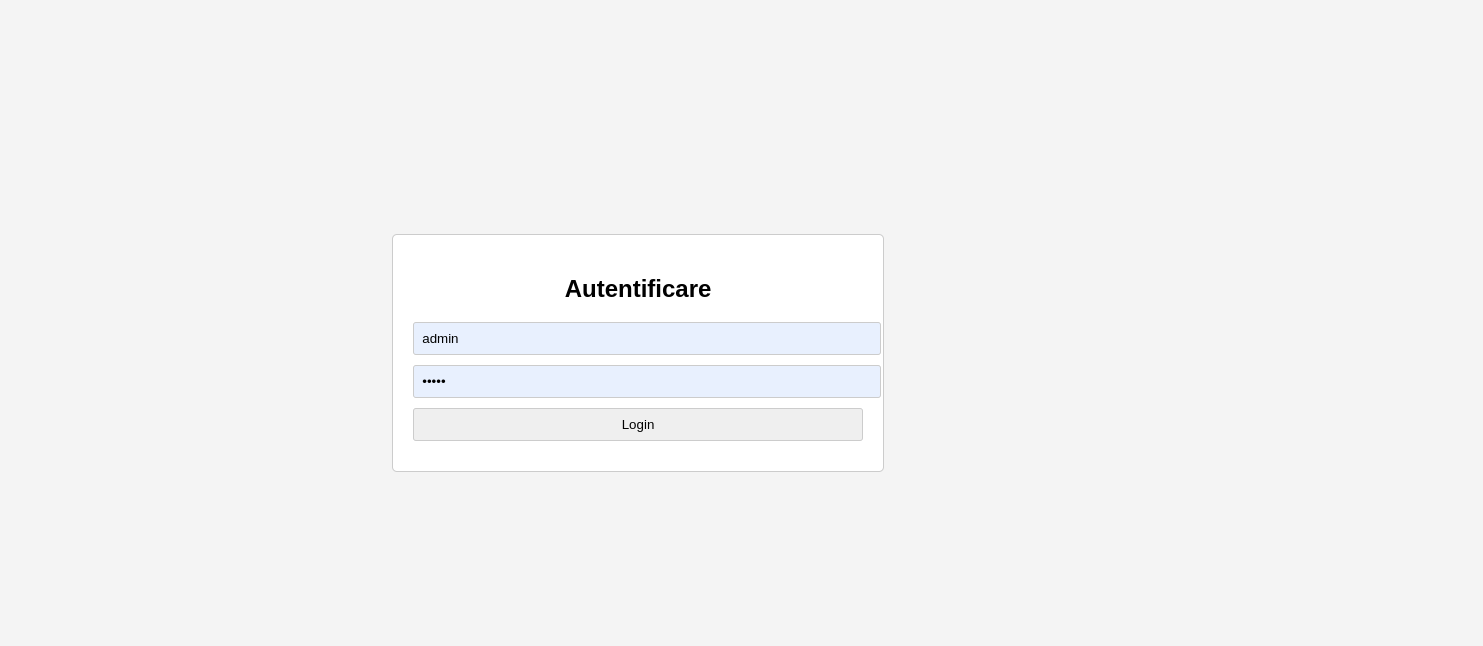 Autentificare
admin
•••••
Login